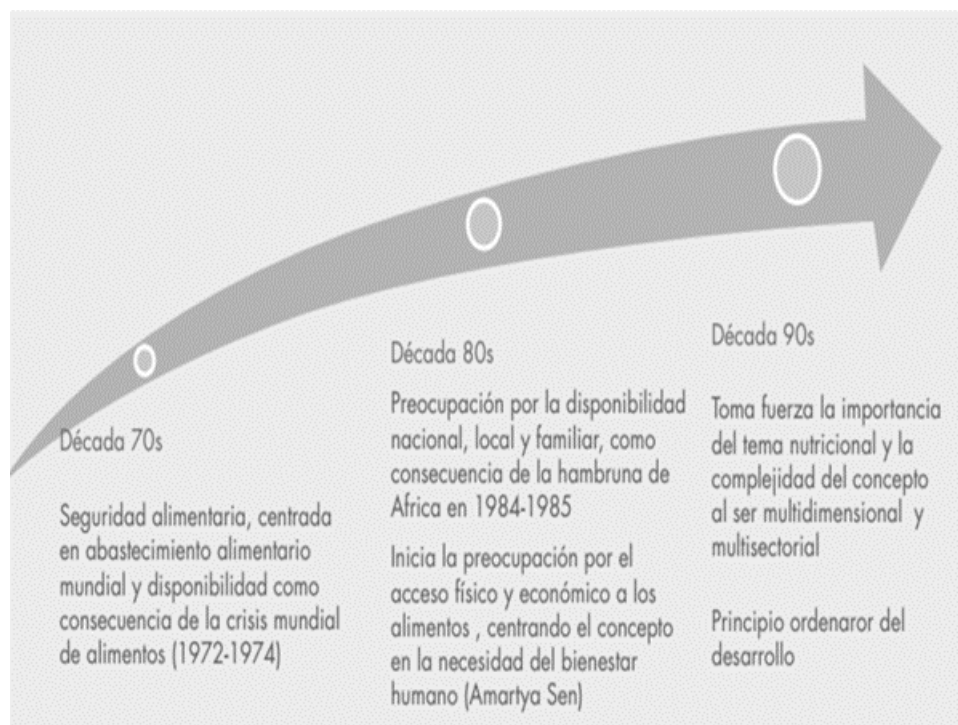 Década 70s
Seguridad alimentaria, centrada
en abastecimiento alimentario
mundial y disponibilidad como
consecuencia de la crisis mundial
de alimentos (1972-1974)
Década 80s
Preocupación por la disponibilidad
nacional, local y familiar, como
consecuencia de la hambruna de
Africa en 1984-1985
Inicia la preocupación por el
acceso físico y económico a los
alimentos , centrando el concepto
en la necesidad del bienestar
humano (Amartya Sen)
Década 90s
Toma fuerza la importancia
del tema nutricional y la
complejidad del concepto
al ser multidimensional y
multisectorial
Principio ordenaror del
desarrollo